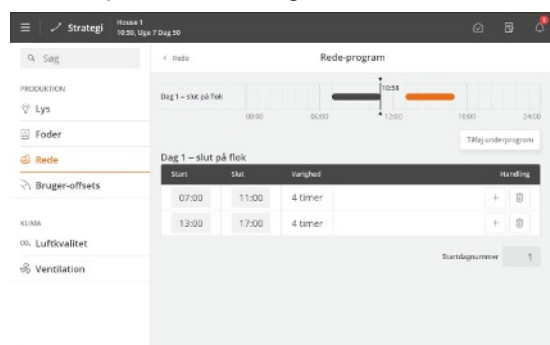 Strategi
House 1
10:59, Uge 7 Dag 50
Søg
< Rede
Rede-program
PRODUKTION
Lys
Foder
Rede
Bruger-offsets
KLIMA
Luftkvalitet
Ventilation
10:58
Dag 1 – slut på flok
00:00 06:00 12:00 18:00 24:00
Tilføj underprogram
Dag 1 – slut på flok
Start Slut Varighed Handling
07:00 11:00 4 timer
13:00 17:00 4 timer
Startdagnummer 1